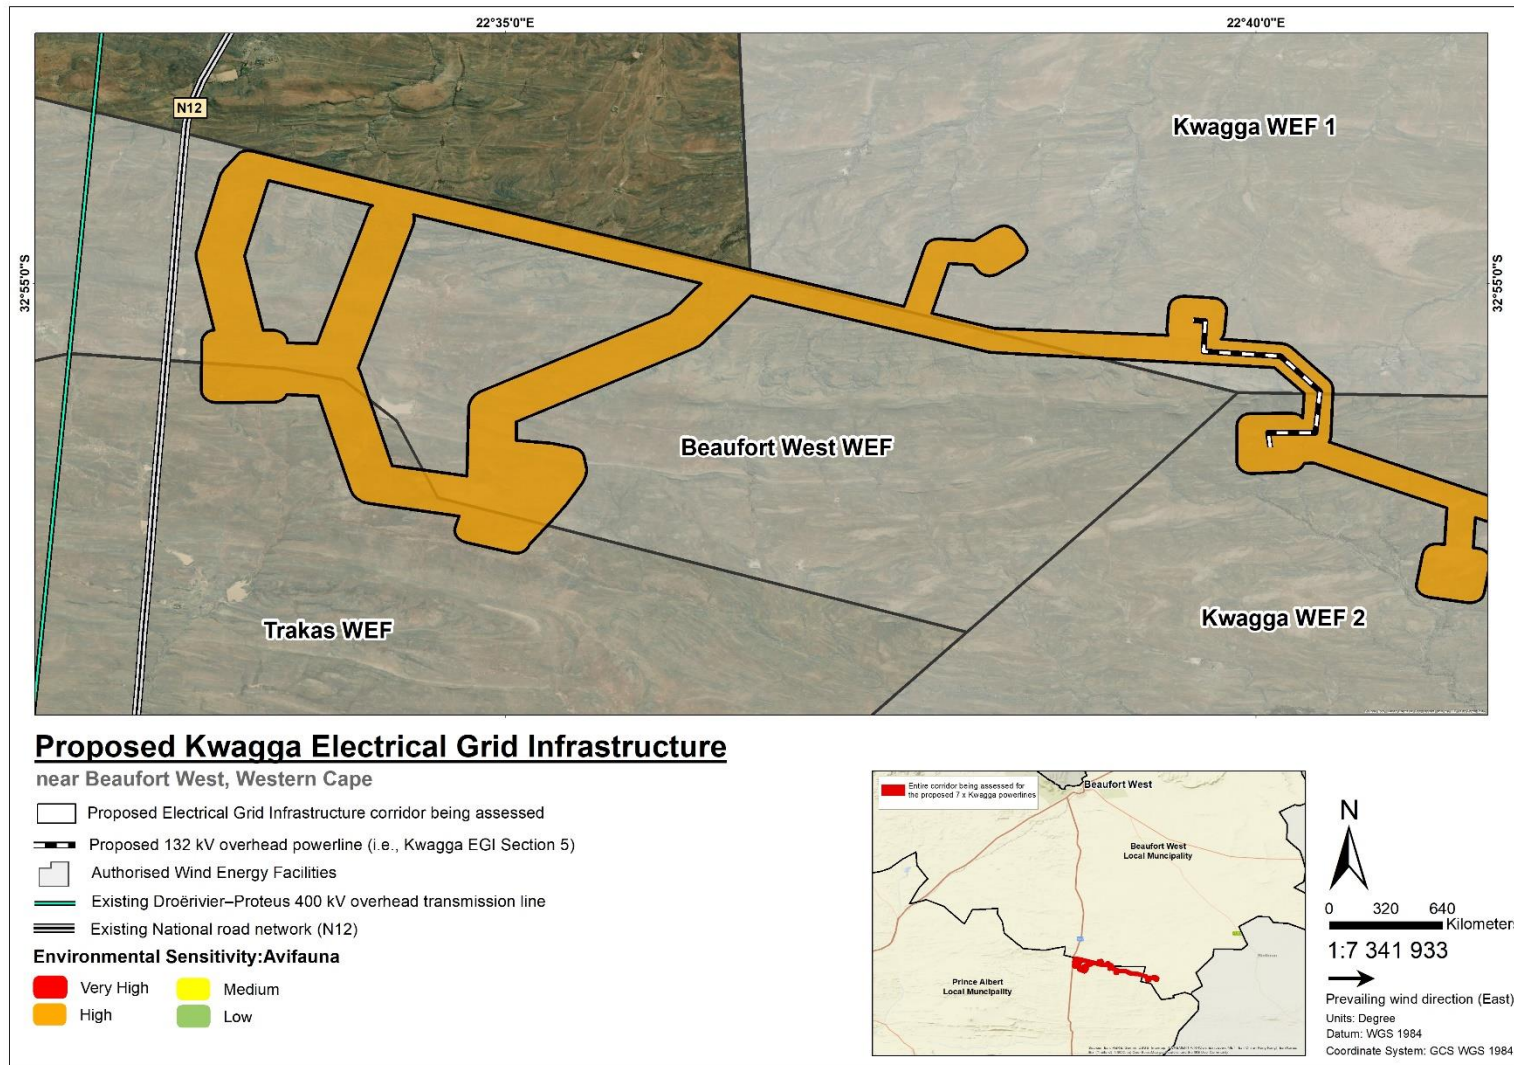 22°35'0"E
22°40'0"E
N12
Kwagga WEF 1
32°55'0"S
32°55'0"S
Beaufort West WEF
Trakas WEF
Kwagga WEF 2
Proposed Kwagga Electrical Grid Infrastructure
near Beaufort West, Western Cape
Proposed Electrical Grid Infrastructure corridor being assessed
Proposed 132 kV overhead powerline (i.e., Kwagga EGI Section 5)
Authorised Wind Energy Facilities
Existing Droërivier–Proteus 400 kV overhead transmission line
Existing National road network (N12)
Environmental Sensitivity:Avifauna
Very High
Medium
High
Low
Entire corridor being assessed for
the proposed 7 x Kwagga powerlines
Beaufort West
Beaufort West
Local Muncipality
Prince Albert
Local Muncipality
N
0 320 640
Kilometers
1:7 341 933
Prevailing wind direction (East)
Units: Degree
Datum: WGS 1984
Coordinate System: GCS WGS 1984